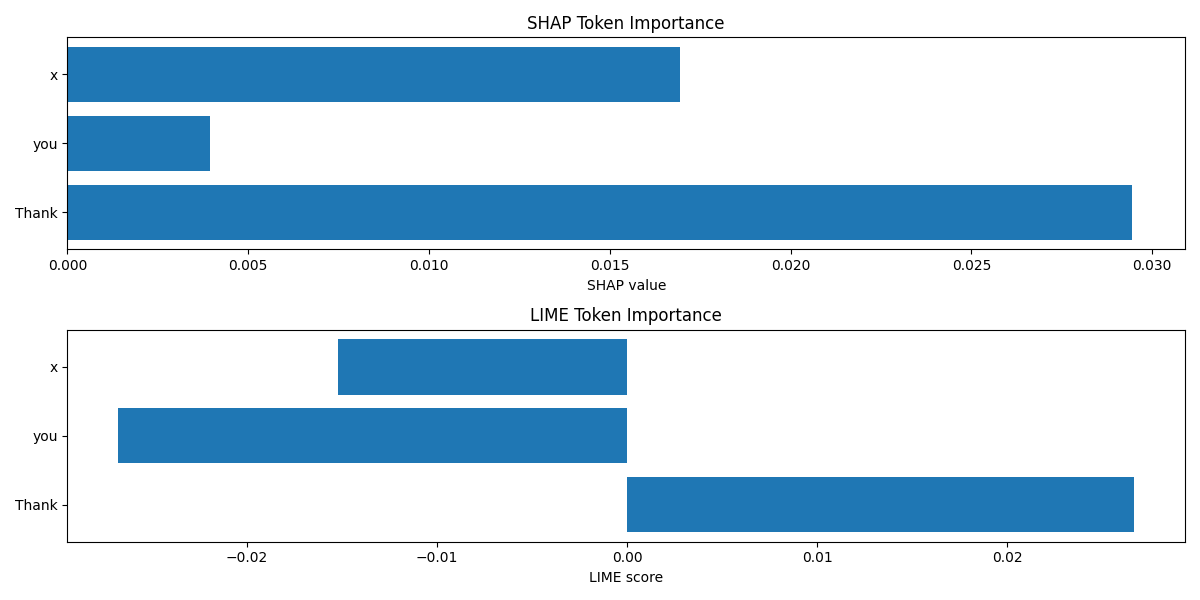 SHAP Token Importance
x
you
Thank
0.000 0.005 0.010 0.015 0.020 0.025 0.030
SHAP value
LIME Token Importance
x
you
Thank
−0.02 −0.01 0.00 0.01 0.02
LIME score